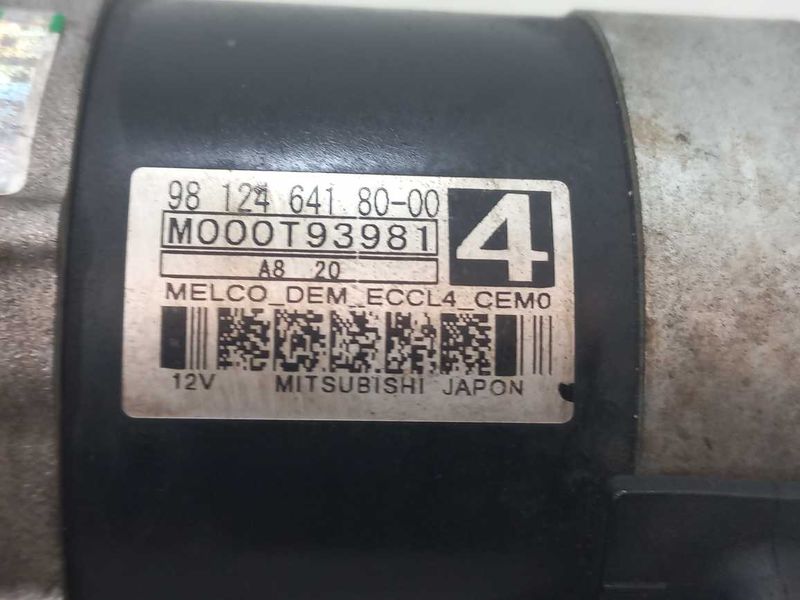 98 124 641 80-00
M000T93981
4
A8 20
MELCO_DEM_ECCL4_CEM0
12V MITSUBISHI JAPON